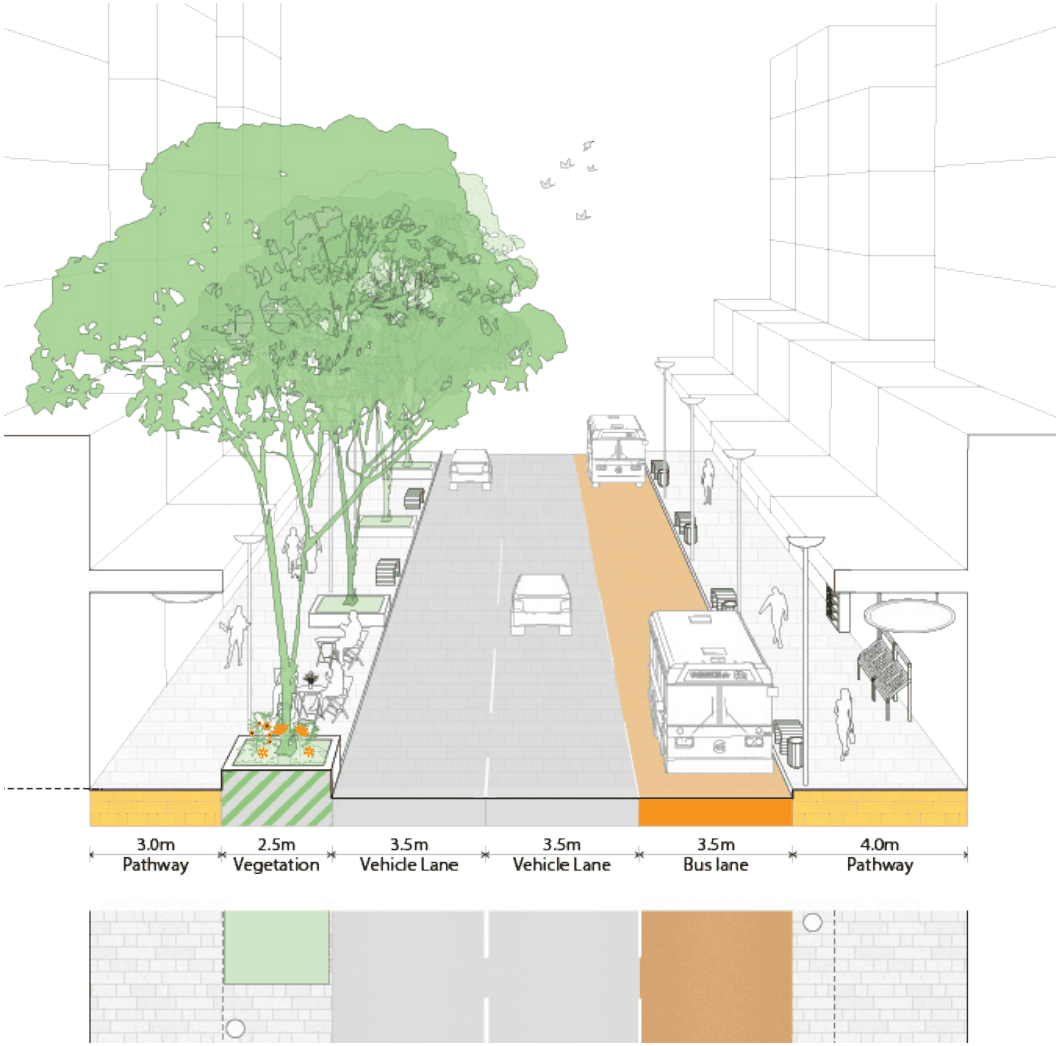 3.0m
Pathway
2.5m
Vegetation
3.5m
Vehicle Lane
3.5m
Vehicle Lane
3.5m
Bus lane
4.0m
Pathway